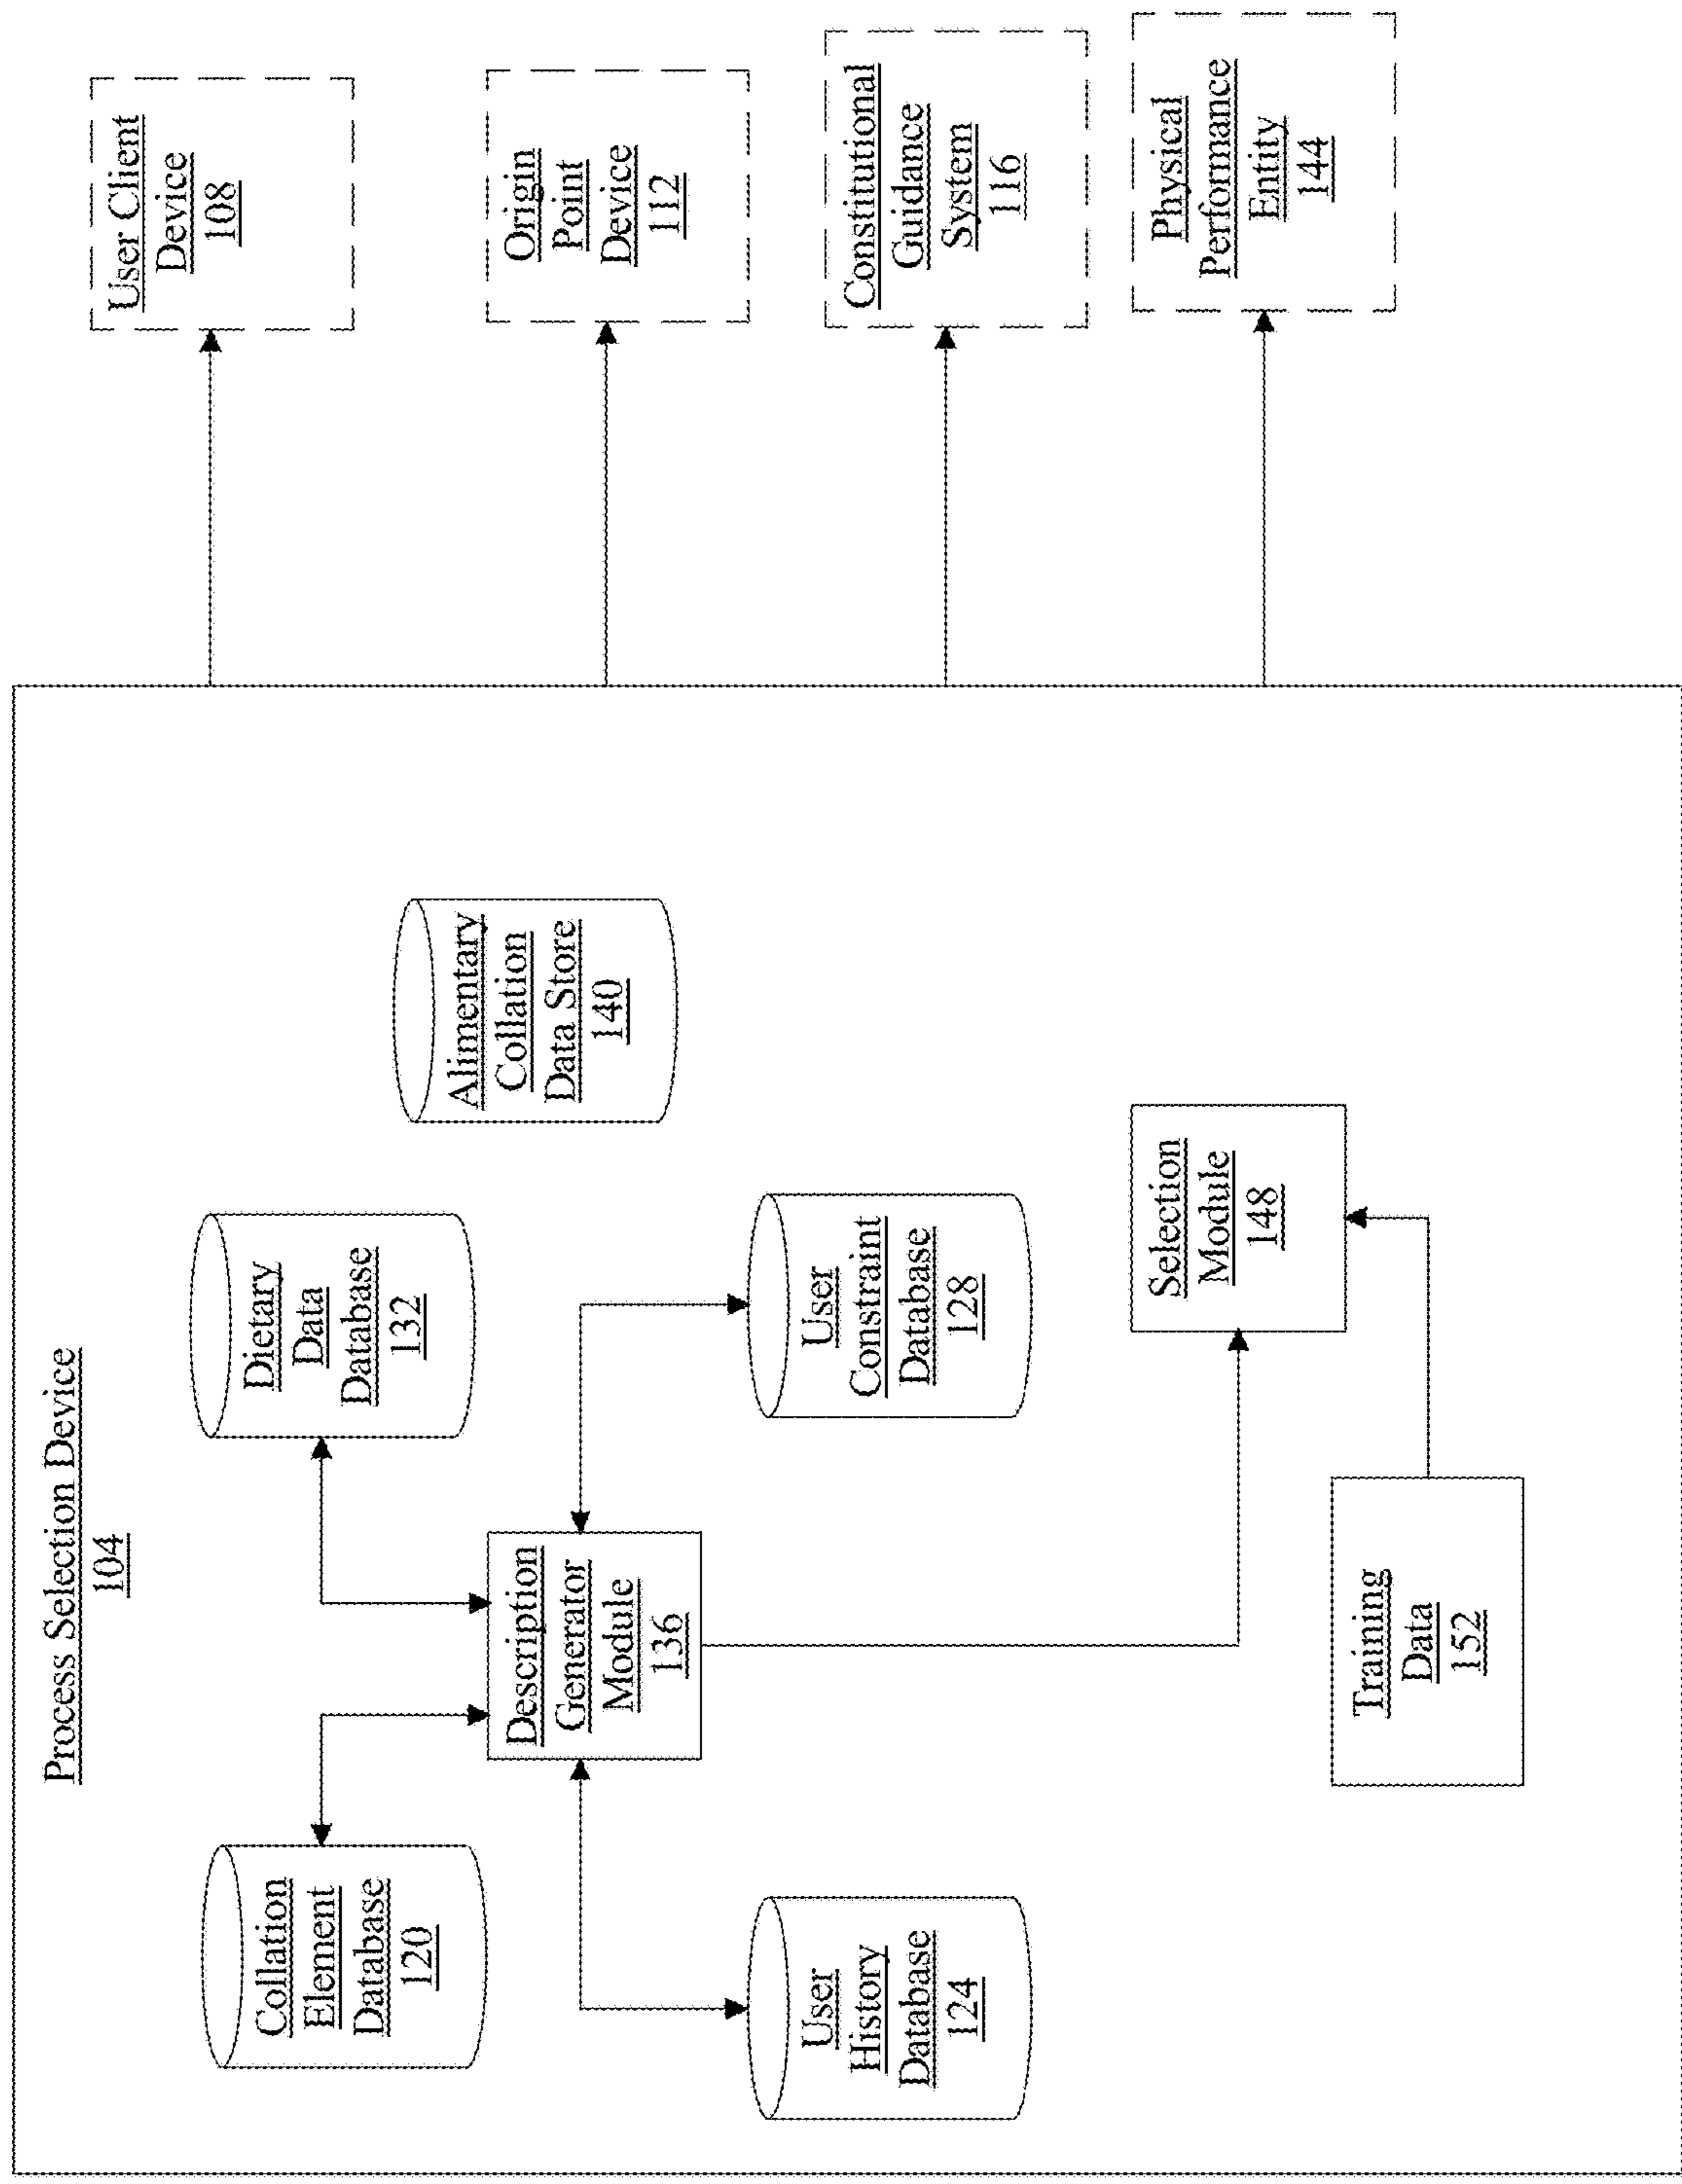 Process Selection Device
104
Collation
Element
Database
120
Dietary
Data
Database
132
Alimentary
Collation
Data Store
140
Description
Generator
Module
136
User
History
Database
124
User
Constraint
Database
128
Selection
Module
148
Training
Data
152
User Client
Device
108
Origin
Point
Device
112
Constitutional
Guidance
System
116
Physical
Performance
Entity
144